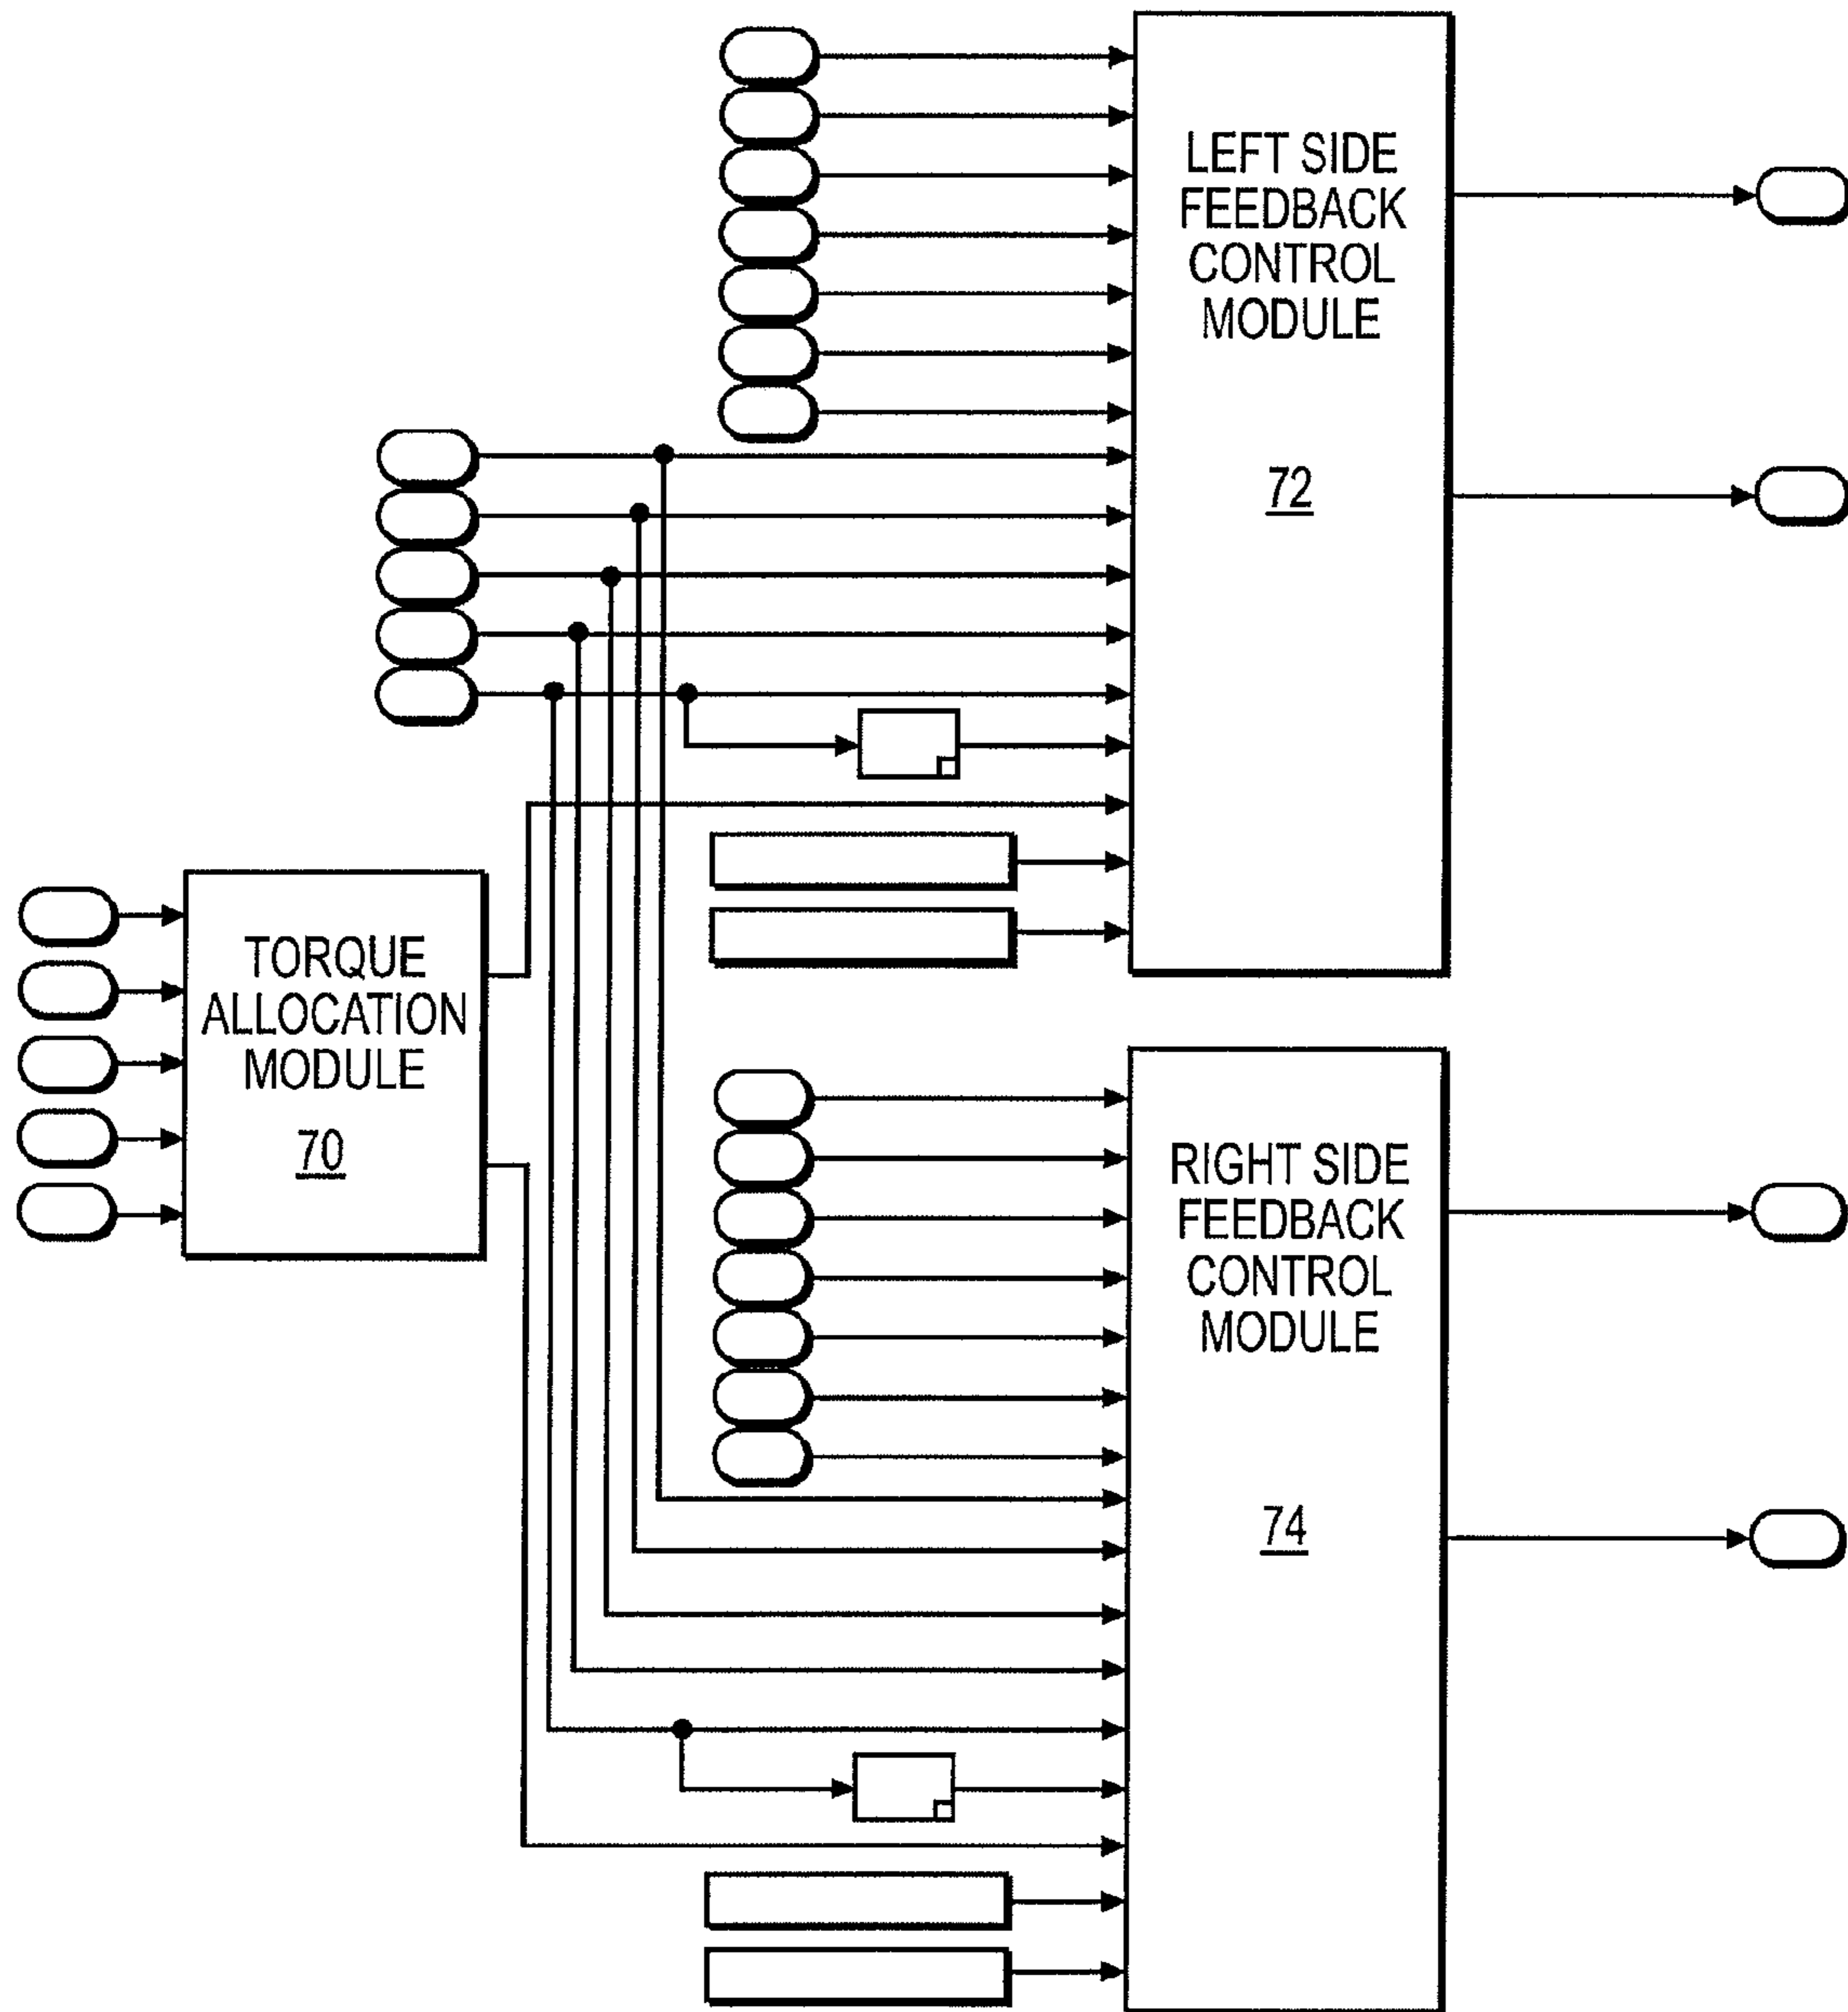 LEFT SIDE
FEEDBACK
CONTROL
MODULE
72
TORQUE
ALLOCATION
MODULE
70
RIGHT SIDE
FEEDBACK
CONTROL
MODULE
74